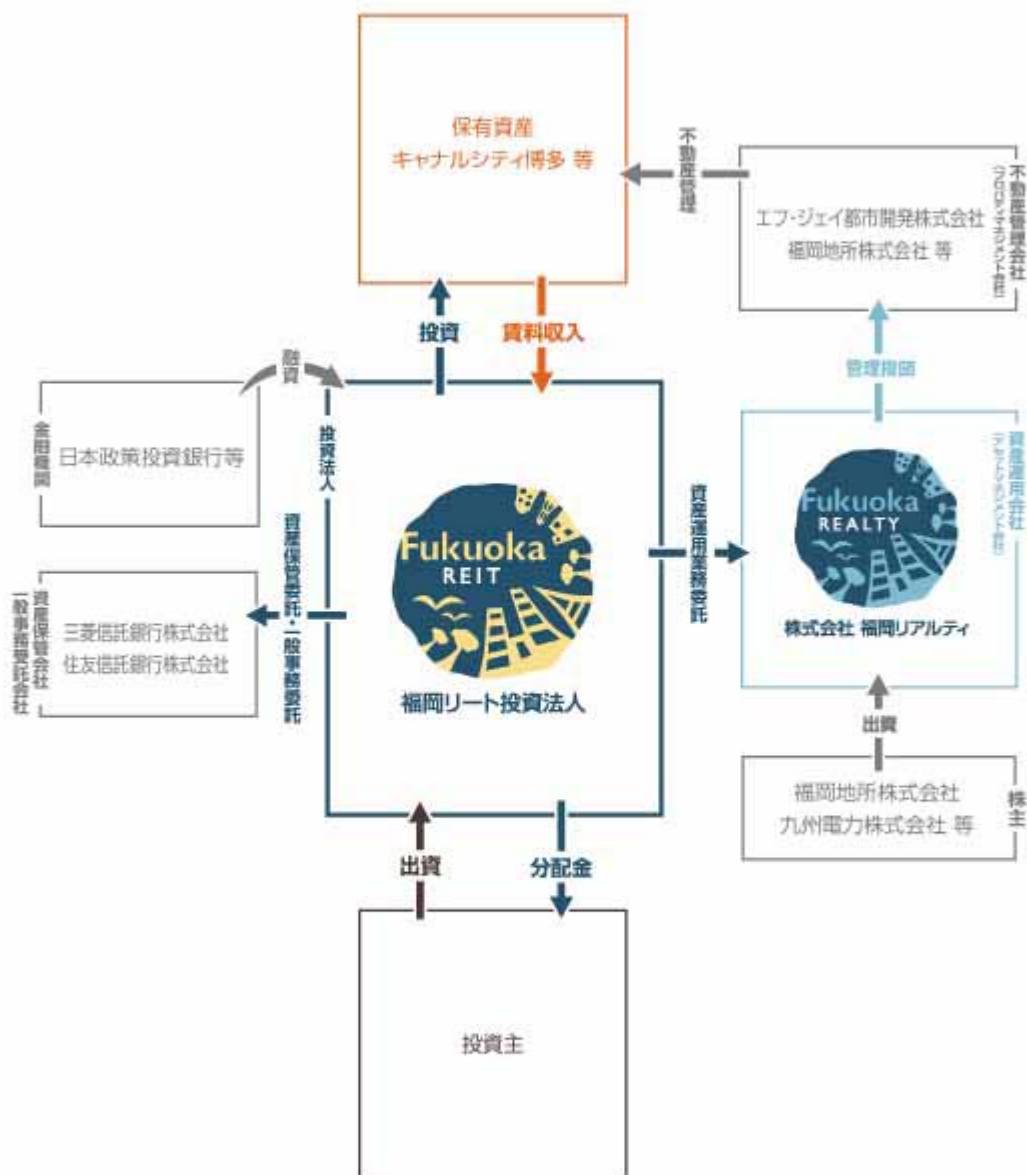 保有資産
キャナルシティ博多 等
不動産管理
エフ・ジェイ都市開発株式会社
福岡地所株式会社 等
不動産管理会社
(プロパティマネジメント会社)
投資
賃料収入
管理指図
融資
金融機関
日本政策投資銀行等
投資法人
Fukuoka
REIT
福岡リート投資法人
資産運用業務委託
Fukuoka
REALTY
株式会社 福岡リアルティ
資産運用会社
(アセットマネジメント会社)
資産保管委託・一般事務委託
資産保管会社
一般事務受託会社
三菱信託銀行株式会社
住友信託銀行株式会社
出資
福岡地所株式会社
九州電力株式会社 等
株主
出資
分配金
投資主